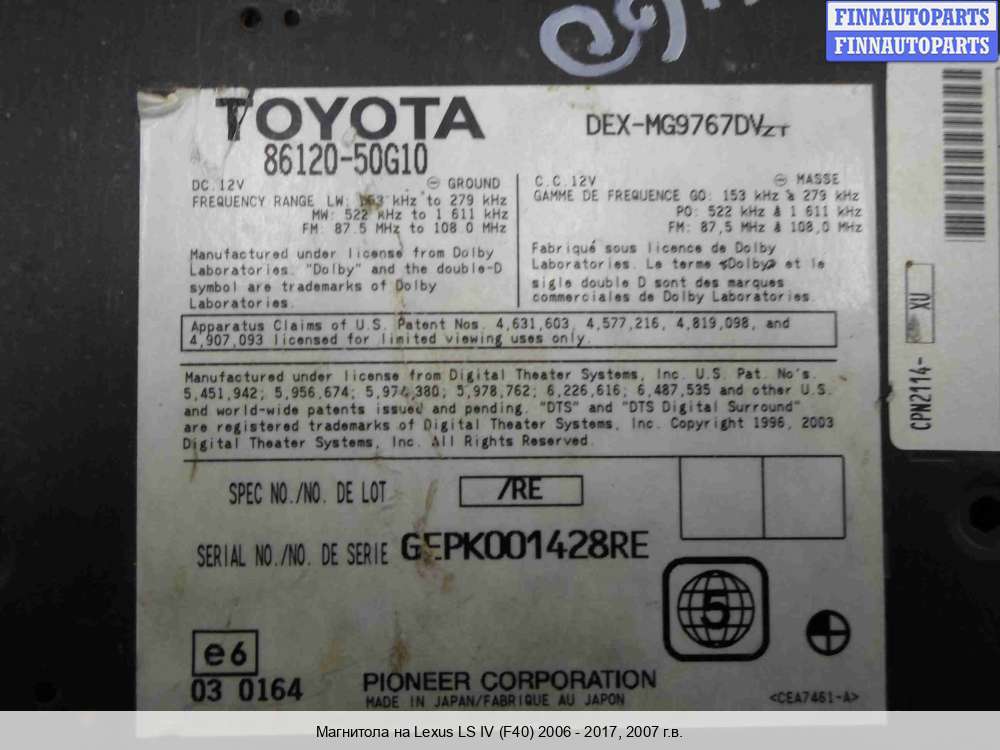 FINNAUTOPARTS
FINNAUTOPARTS
TOYOTA
86120-50G10
DEX-MG9767DVZT
DC.12V ⊖ GROUND
FREQUENCY RANGE LW: 153 kHz to 279 kHz
MW: 522 kHz to 1 611 kHz
FM: 87.5 MHz to 108.0 MHz
Manufactured under license from Dolby
Laboratories. "Dolby" and the double-D
symbol are trademarks of Dolby
Laboratories.
C.C. 12V ⊖ MASSE
GAMME DE FREQUENCE GO: 153 kHz à 279 kHz
PO: 522 kHz à 1 611 kHz
FM: 87,5 MHz à 108,0 MHz
Fabriqué sous licence de Dolby
Laboratories. Le terme «Dolby» et le
sigle double D sont des marques
commerciales de Dolby Laboratories.
Apparatus Claims of U.S. Patent Nos. 4,631,603, 4,577,216, 4,819,098, and
4,907,093 licensed for limited viewing uses only.
Manufactured under license from Digital Theater Systems, Inc. U.S. Pat. No's.
5,451,942; 5,956,674; 5,974,380; 5,978,762; 6,226,616; 6,487,535 and other U.S.
and world-wide patents issued and pending. "DTS" and "DTS Digital Surround"
are registered trademarks of Digital Theater Systems, Inc. Copyright 1996, 2003
Digital Theater Systems, Inc. All Rights Reserved.
SPEC NO./NO. DE LOT /RE
SERIAL NO./NO. DE SERIE GEPK001428RE
5
e6
03 0164
PIONEER CORPORATION
MADE IN JAPAN/FABRIQUE AU JAPON
<CEA7461-A>
CPN2114- XU
Магнитола на Lexus LS IV (F40) 2006 - 2017, 2007 г.в.